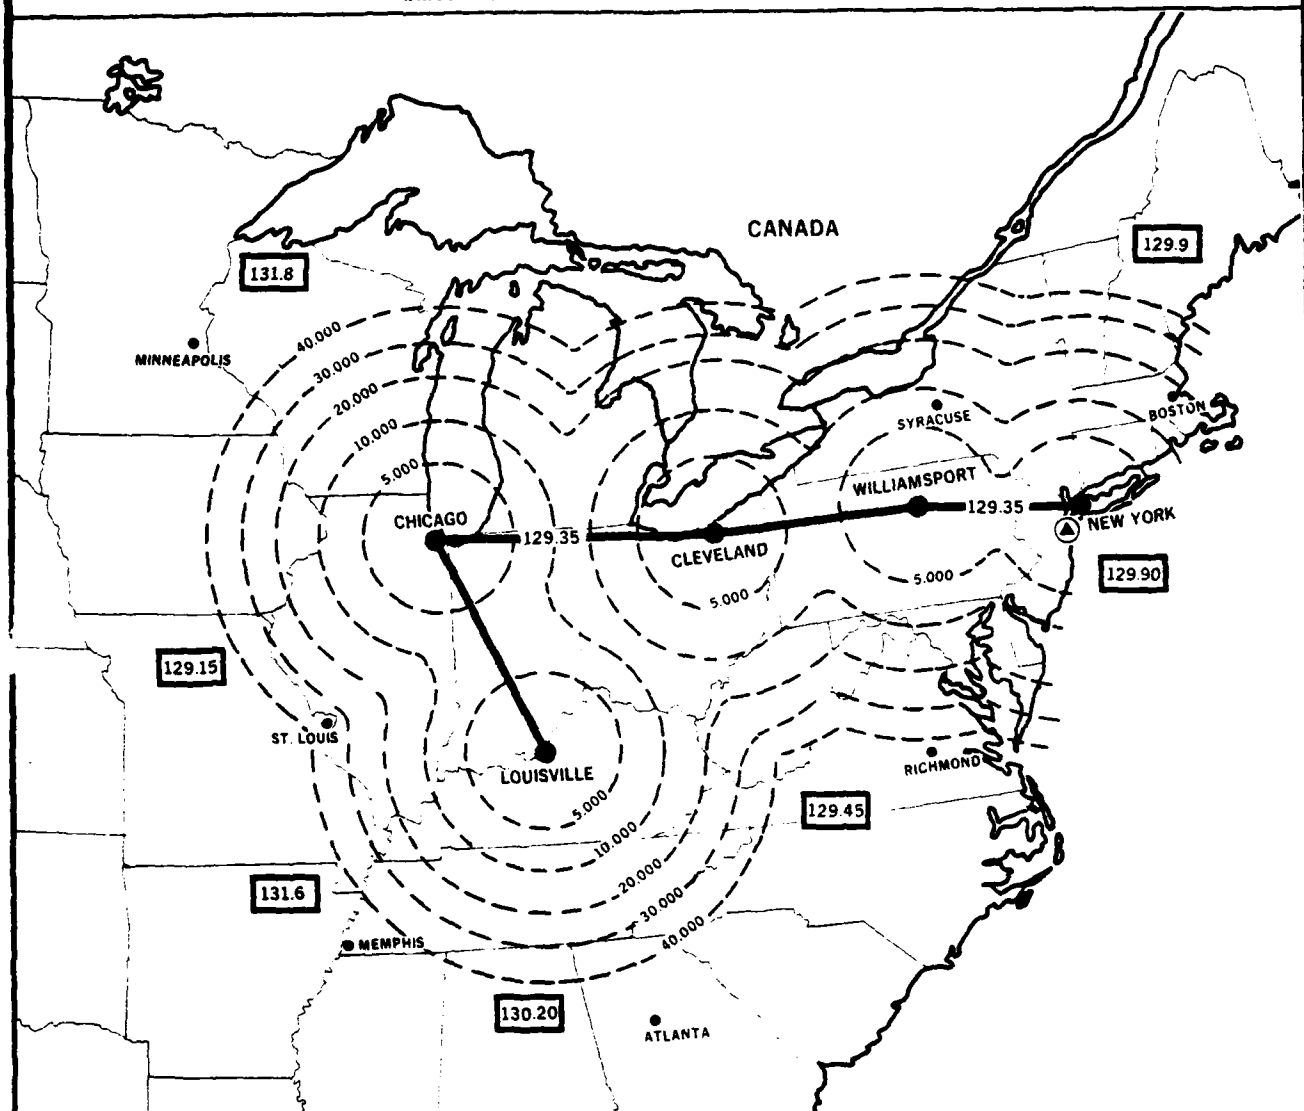 CANADA
129.9
131.8
40.000
MINNEAPOLIS
30.000
20.000
10.000
5.000
SYRACUSE
BOSTON
WILLIAMSPORT
CHICAGO
129.35
129.35
NEW YORK
CLEVELAND
5.000
129.90
5.000
129.15
ST. LOUIS
RICHMOND
LOUISVILLE
5.000
129.45
10.000
20.000
131.6
30.000
40.000
MEMPHIS
130.20
ATLANTA